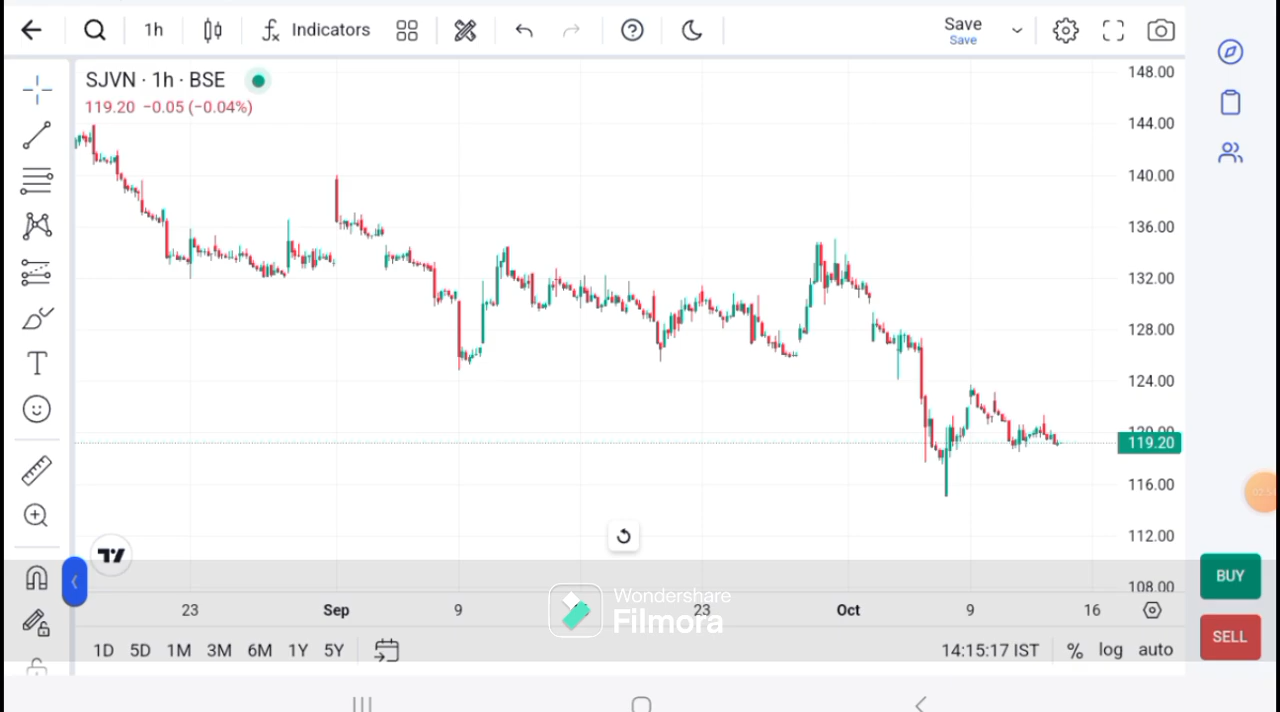 1h
Indicators
Save
Save
SJVN · 1h · BSE
119.20 −0.05 (−0.04%)
148.00
144.00
140.00
136.00
132.00
128.00
124.00
120.00
119.20
116.00
112.00
108.00
BUY
SELL
Wondershare
Filmora
23 Sep 9 23 Oct 9 16
1D 5D 1M 3M 6M 1Y 5Y 14:15:17 IST % log auto